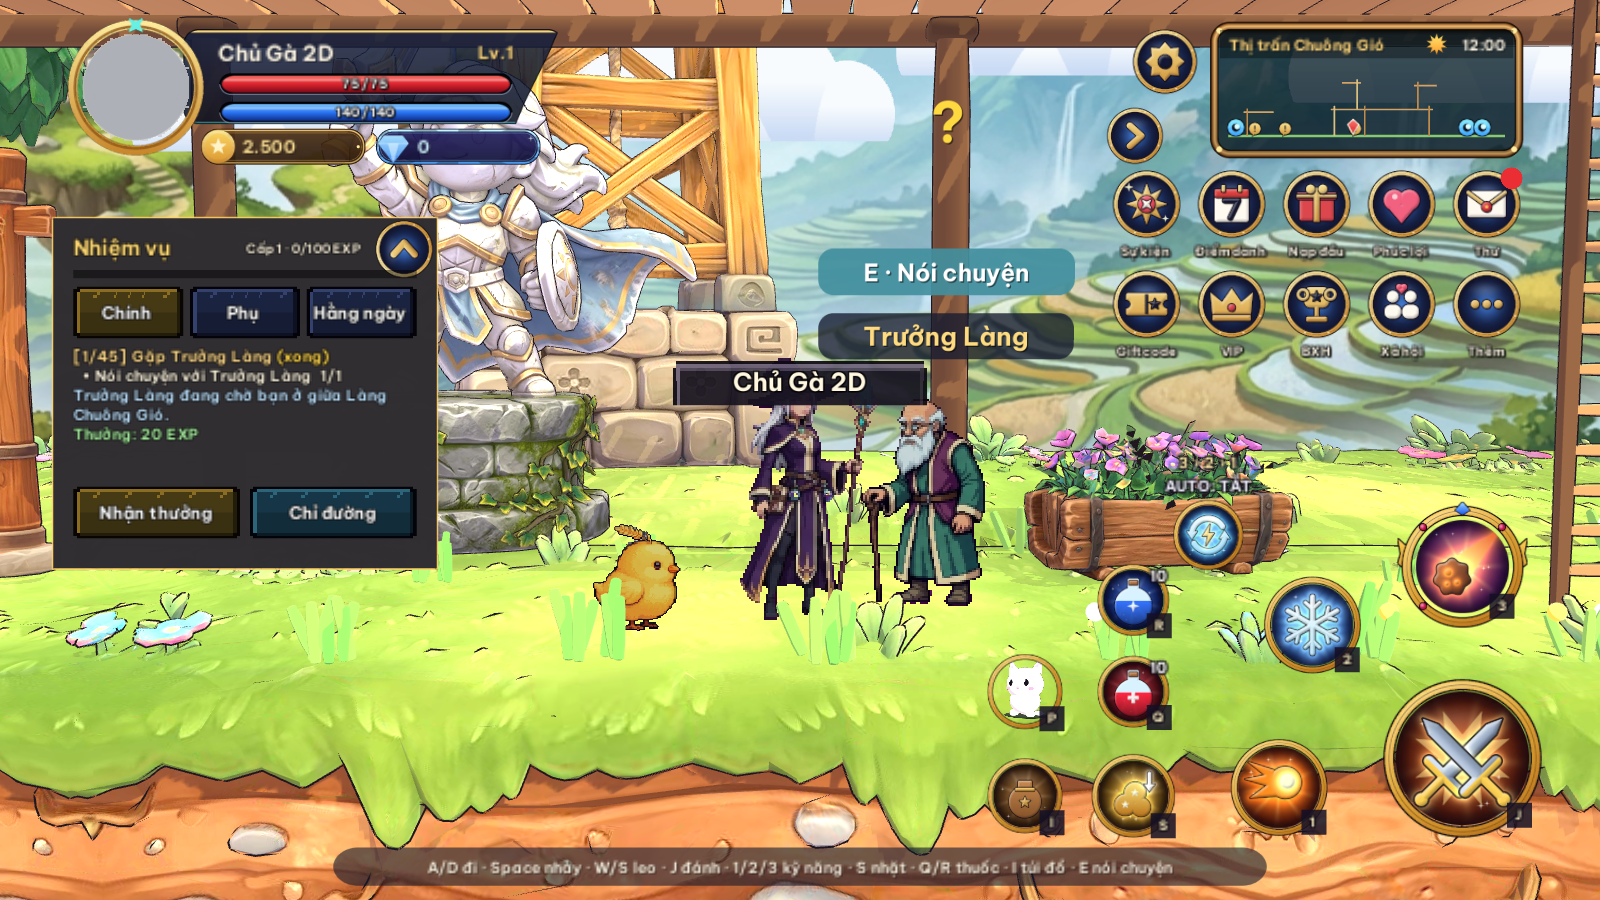 Chủ Gà 2D
Lv.1
75/75
140/140
2.500
0
Thị trấn Chuông Gió
12:00
7
Sự kiện
Điểm danh
Nạp đầu
Phúc lợi
Thư
Giftcode
VIP
BXH
Xã hội
Thêm
Nhiệm vụ
Cấp 1 - 0/100 EXP
Chính
Phụ
Hằng ngày
[1/45] Gặp Trưởng Làng (xong)
• Nói chuyện với Trưởng Làng 1/1
Trưởng Làng đang chờ bạn ở giữa Làng
Chuông Gió.
Thưởng: 20 EXP
Nhận thưởng
Chỉ đường
?
E · Nói chuyện
Trưởng Làng
Chủ Gà 2D
AUTO: TẮT
10
R
10
Q
P
3
2
I
S
1
J
A/D đi · Space nhảy · W/S leo · J đánh · 1/2/3 kỹ năng · S nhặt · Q/R thuốc · I túi đồ · E nói chuyện